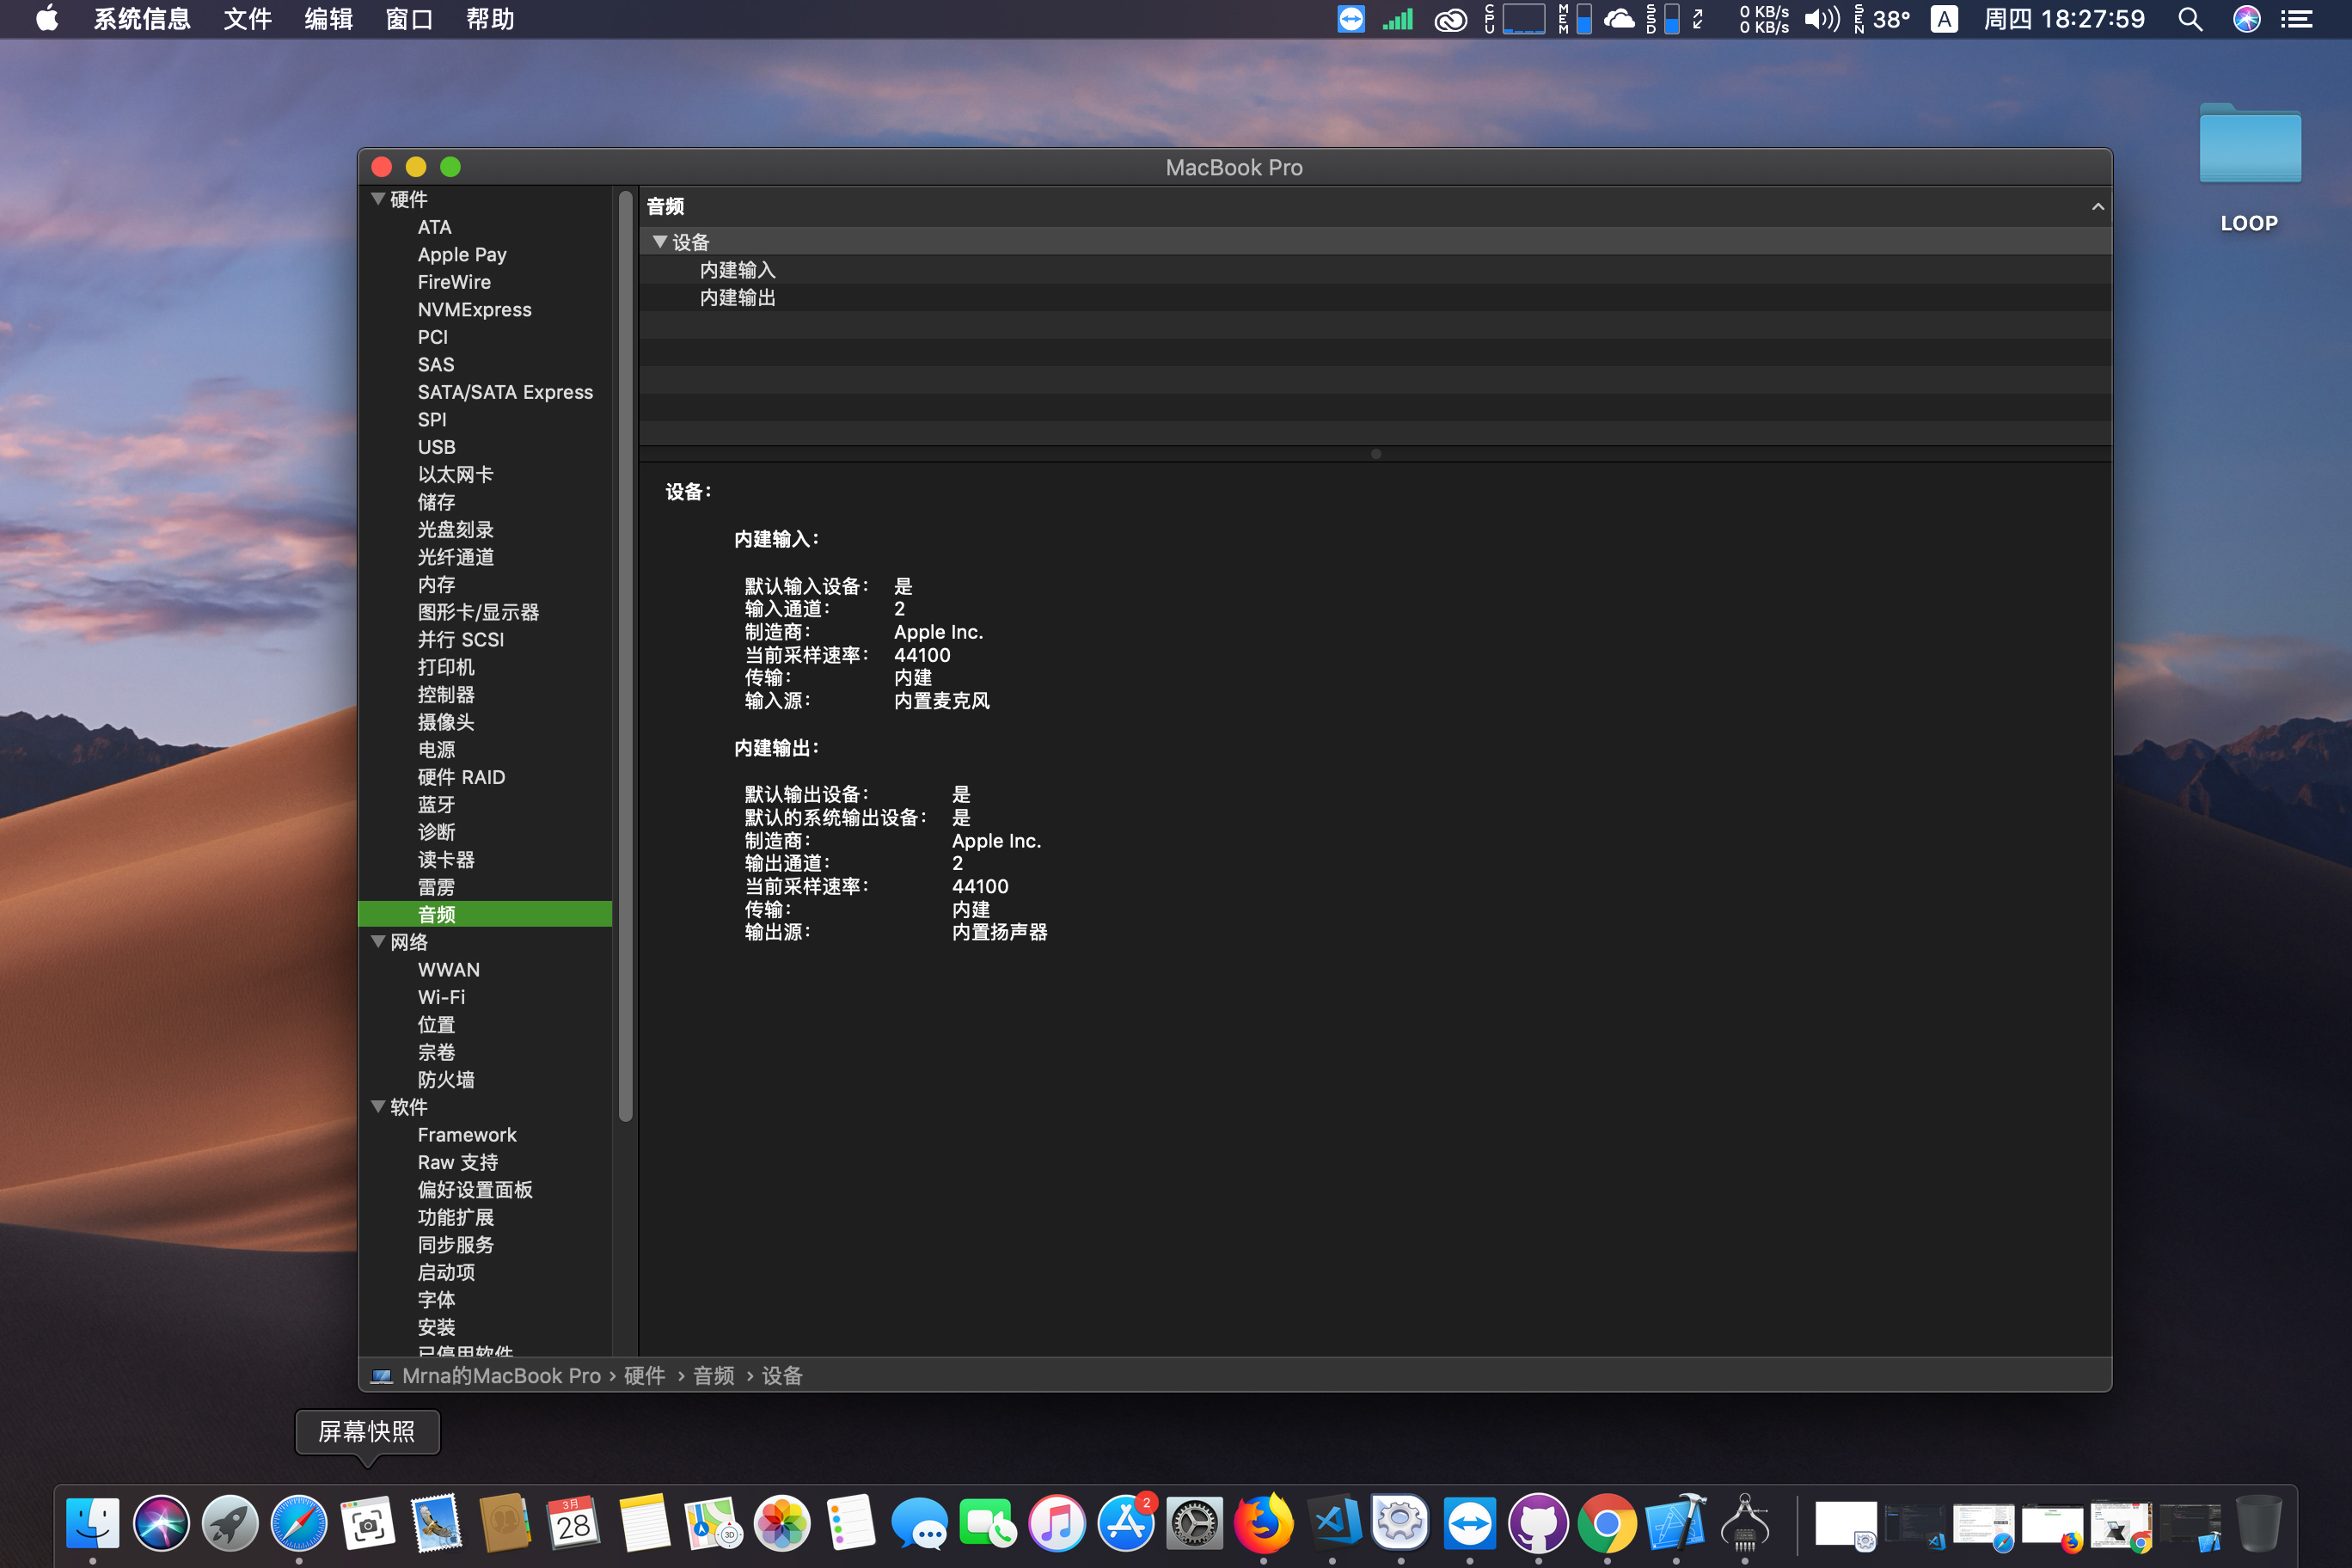 系统信息 文件 编辑 窗口 帮助 CPU MEM SSD 0 KB/s 0 KB/s SEN 38° A 周四 18:27:59
LOOP
MacBook Pro
硬件
ATA
Apple Pay
FireWire
NVMExpress
PCI
SAS
SATA/SATA Express
SPI
USB
以太网卡
储存
光盘刻录
光纤通道
内存
图形卡/显示器
并行 SCSI
打印机
控制器
摄像头
电源
硬件 RAID
蓝牙
诊断
读卡器
雷雳
音频
网络
WWAN
Wi-Fi
位置
宗卷
防火墙
软件
Framework
Raw 支持
偏好设置面板
功能扩展
同步服务
启动项
字体
安装
已停用软件
音频
设备
内建输入
内建输出
设备：
内建输入：
默认输入设备： 是
输入通道： 2
制造商： Apple Inc.
当前采样速率： 44100
传输： 内建
输入源： 内置麦克风
内建输出：
默认输出设备： 是
默认的系统输出设备： 是
制造商： Apple Inc.
输出通道： 2
当前采样速率： 44100
传输： 内建
输出源： 内置扬声器
Mrna的MacBook Pro › 硬件 › 音频 › 设备
屏幕快照
3月
28
3D
2